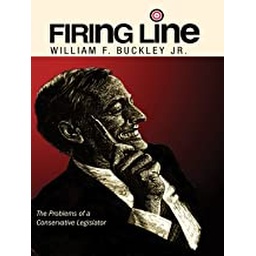 FIRING Line
WILLIAM F. BUCKLEY JR.
The Problems of a
Conservative Legislator